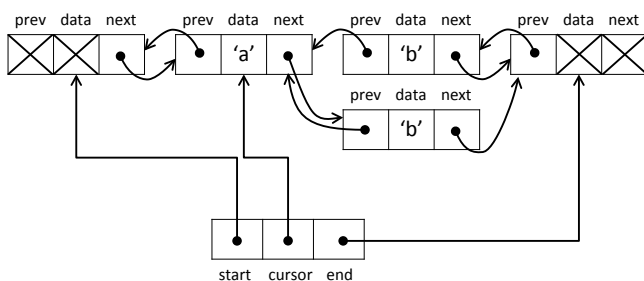 prev data next prev data next prev data next prev data next
'a' 'b'
prev data next
'b'
start cursor end